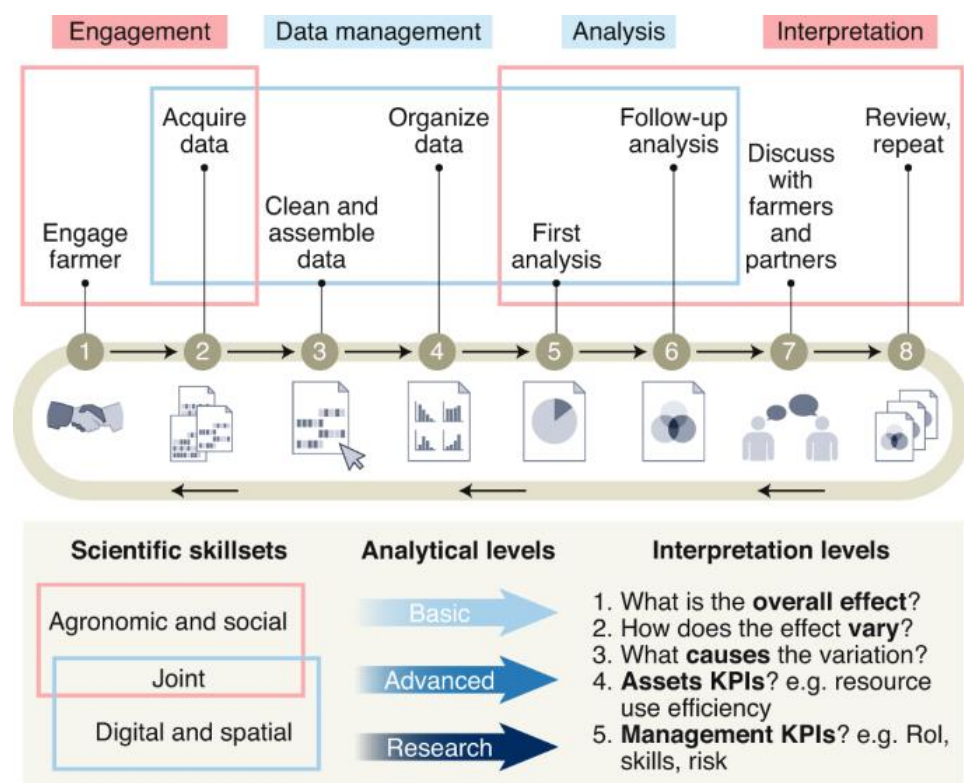 Engagement
Data management
Analysis
Interpretation
Acquire
data
Organize
data
Follow-up
analysis
Review,
repeat
Engage
farmer
Clean and
assemble
data
First
analysis
Discuss
with
farmers
and
partners
1
2
3
4
5
6
7
8
Scientific skillsets
Agronomic and social
Joint
Digital and spatial
Analytical levels
Basic
Advanced
Research
Interpretation levels
1. What is the overall effect?
2. How does the effect vary?
3. What causes the variation?
4. Assets KPIs? e.g. resource
use efficiency
5. Management KPIs? e.g. RoI,
skills, risk